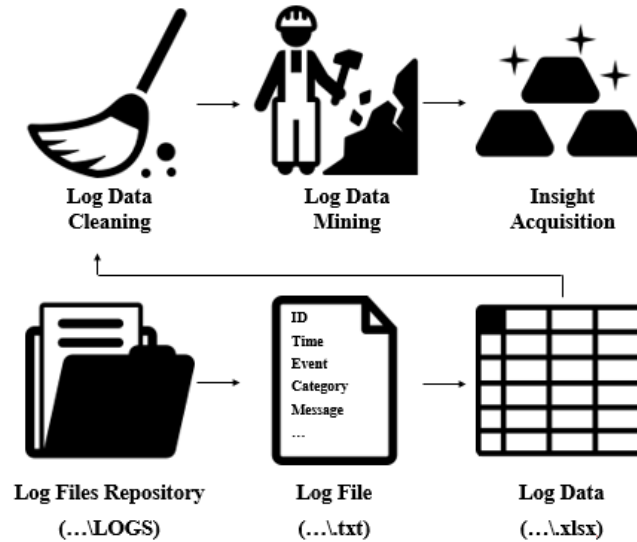 Log Data
Cleaning
Log Data
Mining
Insight
Acquisition
ID
Time
Event
Category
Message
…
Log Files Repository
(…\LOGS)
Log File
(…\.txt)
Log Data
(…\.xlsx)